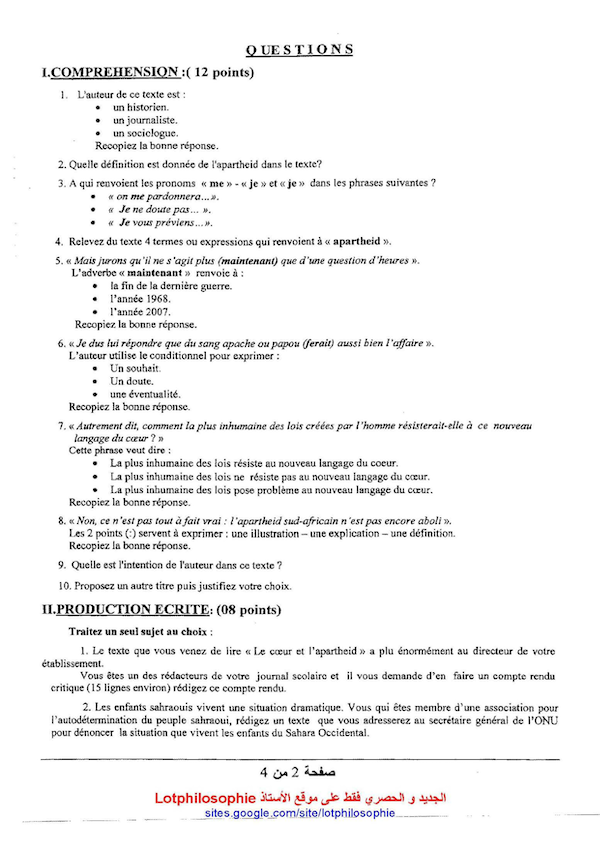 QUESTIONS
I.COMPREHENSION :( 12 points)
1. L'auteur de ce texte est :
• un historien.
• un journaliste.
• un sociologue.
Recopiez la bonne réponse.
2. Quelle définition est donnée de l'apartheid dans le texte?
3. A qui renvoient les pronoms « me » - « je » et « je » dans les phrases suivantes ?
• « on me pardonnera...».
• « Je ne doute pas... ».
• « Je vous préviens...».
4. Relevez du texte 4 termes ou expressions qui renvoient à « apartheid ».
5. « Mais jurons qu'il ne s'agit plus (maintenant) que d'une question d'heures ».
L'adverbe « maintenant » renvoie à :
• la fin de la dernière guerre.
• l'année 1968.
• l'année 2007.
Recopiez la bonne réponse.
6. « Je dus lui répondre que du sang apache ou papou (ferait) aussi bien l'affaire ».
L'auteur utilise le conditionnel pour exprimer :
• Un souhait.
• Un doute.
• une éventualité.
Recopiez la bonne réponse.
7. « Autrement dit, comment la plus inhumaine des lois créées par l'homme résisterait-elle à ce nouveau
langage du cœur ? »
Cette phrase veut dire :
• La plus inhumaine des lois résiste au nouveau langage du coeur.
• La plus inhumaine des lois ne résiste pas au nouveau langage du cœur.
• La plus inhumaine des lois pose problème au nouveau langage du cœur.
Recopiez la bonne réponse.
8. « Non, ce n'est pas tout à fait vrai : l'apartheid sud-africain n'est pas encore aboli ».
Les 2 points (:) servent à exprimer : une illustration – une explication – une définition.
Recopiez la bonne réponse.
9. Quelle est l'intention de l'auteur dans ce texte ?
10. Proposez un autre titre puis justifiez votre choix.
II.PRODUCTION ECRITE: (08 points)
Traitez un seul sujet au choix :
1. Le texte que vous venez de lire « Le cœur et l'apartheid » a plu énormément au directeur de votre
établissement.
Vous êtes un des rédacteurs de votre journal scolaire et il vous demande d'en faire un compte rendu
critique (15 lignes environ) rédigez ce compte rendu.
2. Les enfants sahraouis vivent une situation dramatique. Vous qui êtes membre d'une association pour
l'autodétermination du peuple sahraoui, rédigez un texte que vous adresserez au secrétaire général de l'ONU
pour dénoncer la situation que vivent les enfants du Sahara Occidental.
صفحة 2 من 4
الجديد و الحصري فقط على موقع الأستاذ Lotphilosophie
sites.google.com/site/lotphilosophie